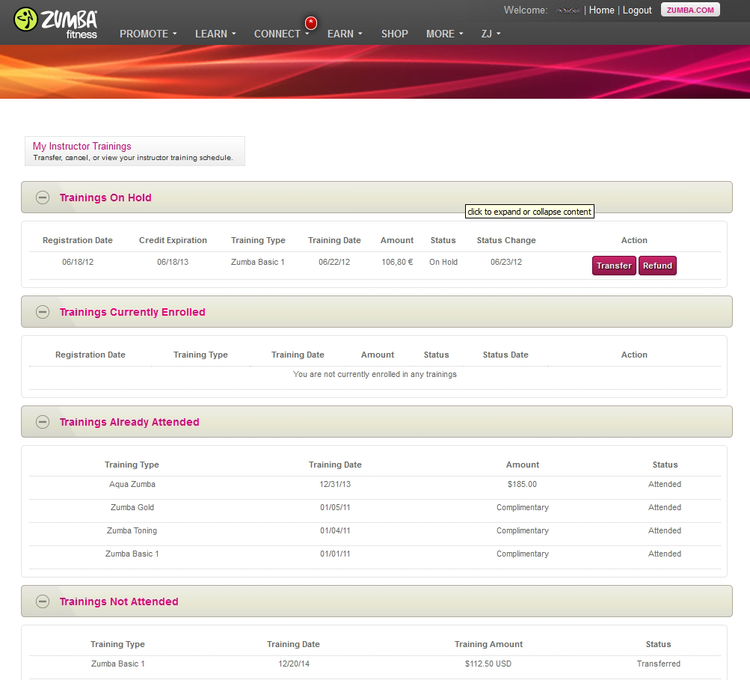 Welcome: | Home | Logout ZUMBA.COM
ZUMBA fitness
PROMOTE LEARN CONNECT EARN SHOP MORE ZJ
My Instructor Trainings
Transfer, cancel, or view your instructor training schedule.
Trainings On Hold
click to expand or collapse content
Registration Date Credit Expiration Training Type Training Date Amount Status Status Change Action
06/18/12 06/18/13 Zumba Basic 1 06/22/12 106,80 € On Hold 06/23/12 Transfer Refund
Trainings Currently Enrolled
Registration Date Training Type Training Date Amount Status Status Date Action
You are not currently enrolled in any trainings
Trainings Already Attended
Training Type Training Date Amount Status
Aqua Zumba 12/31/13 $185.00 Attended
Zumba Gold 01/05/11 Complimentary Attended
Zumba Toning 01/04/11 Complimentary Attended
Zumba Basic 1 01/01/11 Complimentary Attended
Trainings Not Attended
Training Type Training Date Training Amount Status
Zumba Basic 1 12/20/14 $112.50 USD Transferred